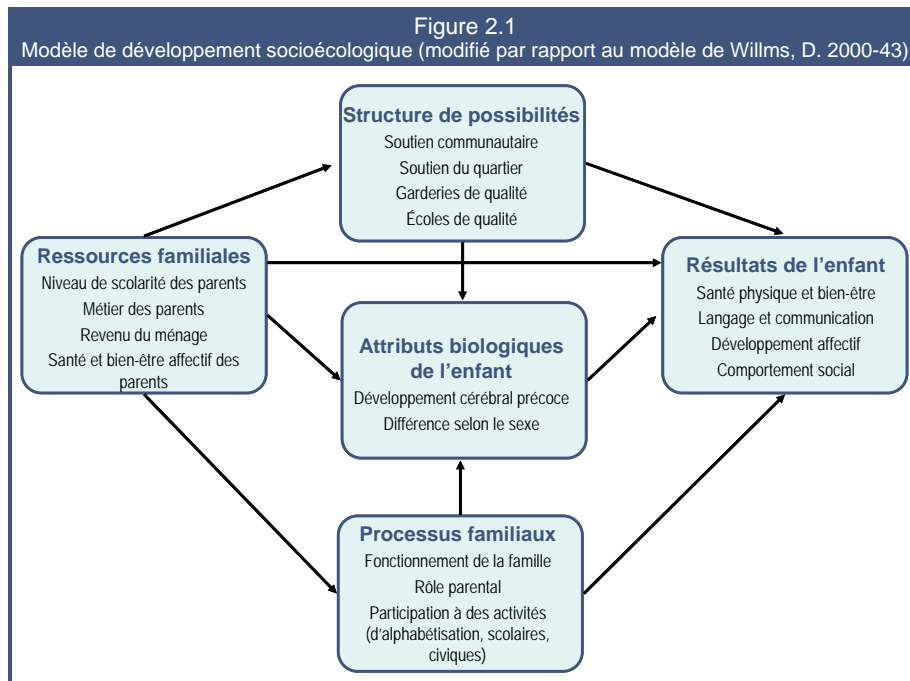 Figure 2.1
Modèle de développement socioécologique (modifié par rapport au modèle de Willms, D. 2000-43)
Structure de possibilités
Soutien communautaire
Soutien du quartier
Garderies de qualité
Écoles de qualité
Ressources familiales
Niveau de scolarité des parents
Métier des parents
Revenu du ménage
Santé et bien-être affectif des
parents
Attributs biologiques
de l'enfant
Développement cérébral précoce
Différence selon le sexe
Résultats de l'enfant
Santé physique et bien-être
Langage et communication
Développement affectif
Comportement social
Processus familiaux
Fonctionnement de la famille
Rôle parental
Participation à des activités
(d'alphabétisation, scolaires,
civiques)